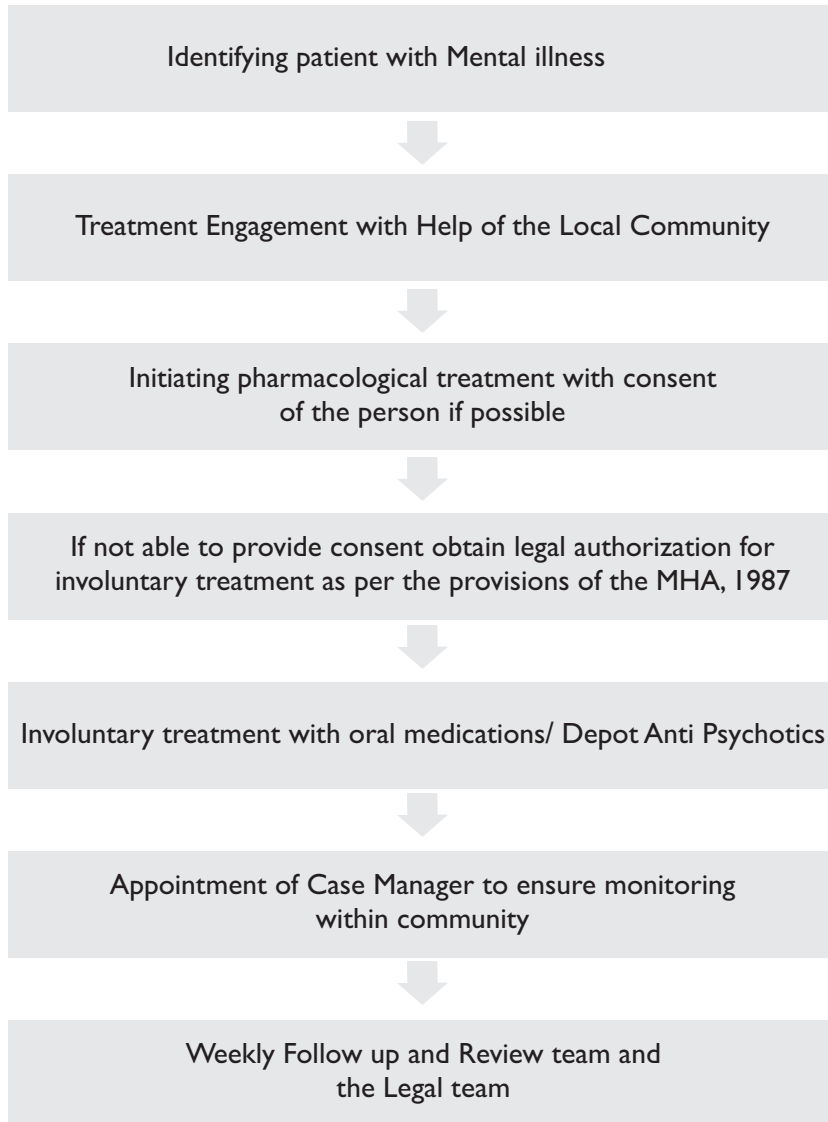 Identifying patient with Mental illness
Treatment Engagement with Help of the Local Community
Initiating pharmacological treatment with consent
of the person if possible
If not able to provide consent obtain legal authorization for
involuntary treatment as per the provisions of the MHA, 1987
Involuntary treatment with oral medications/ Depot Anti Psychotics
Appointment of Case Manager to ensure monitoring
within community
Weekly Follow up and Review team and
the Legal team